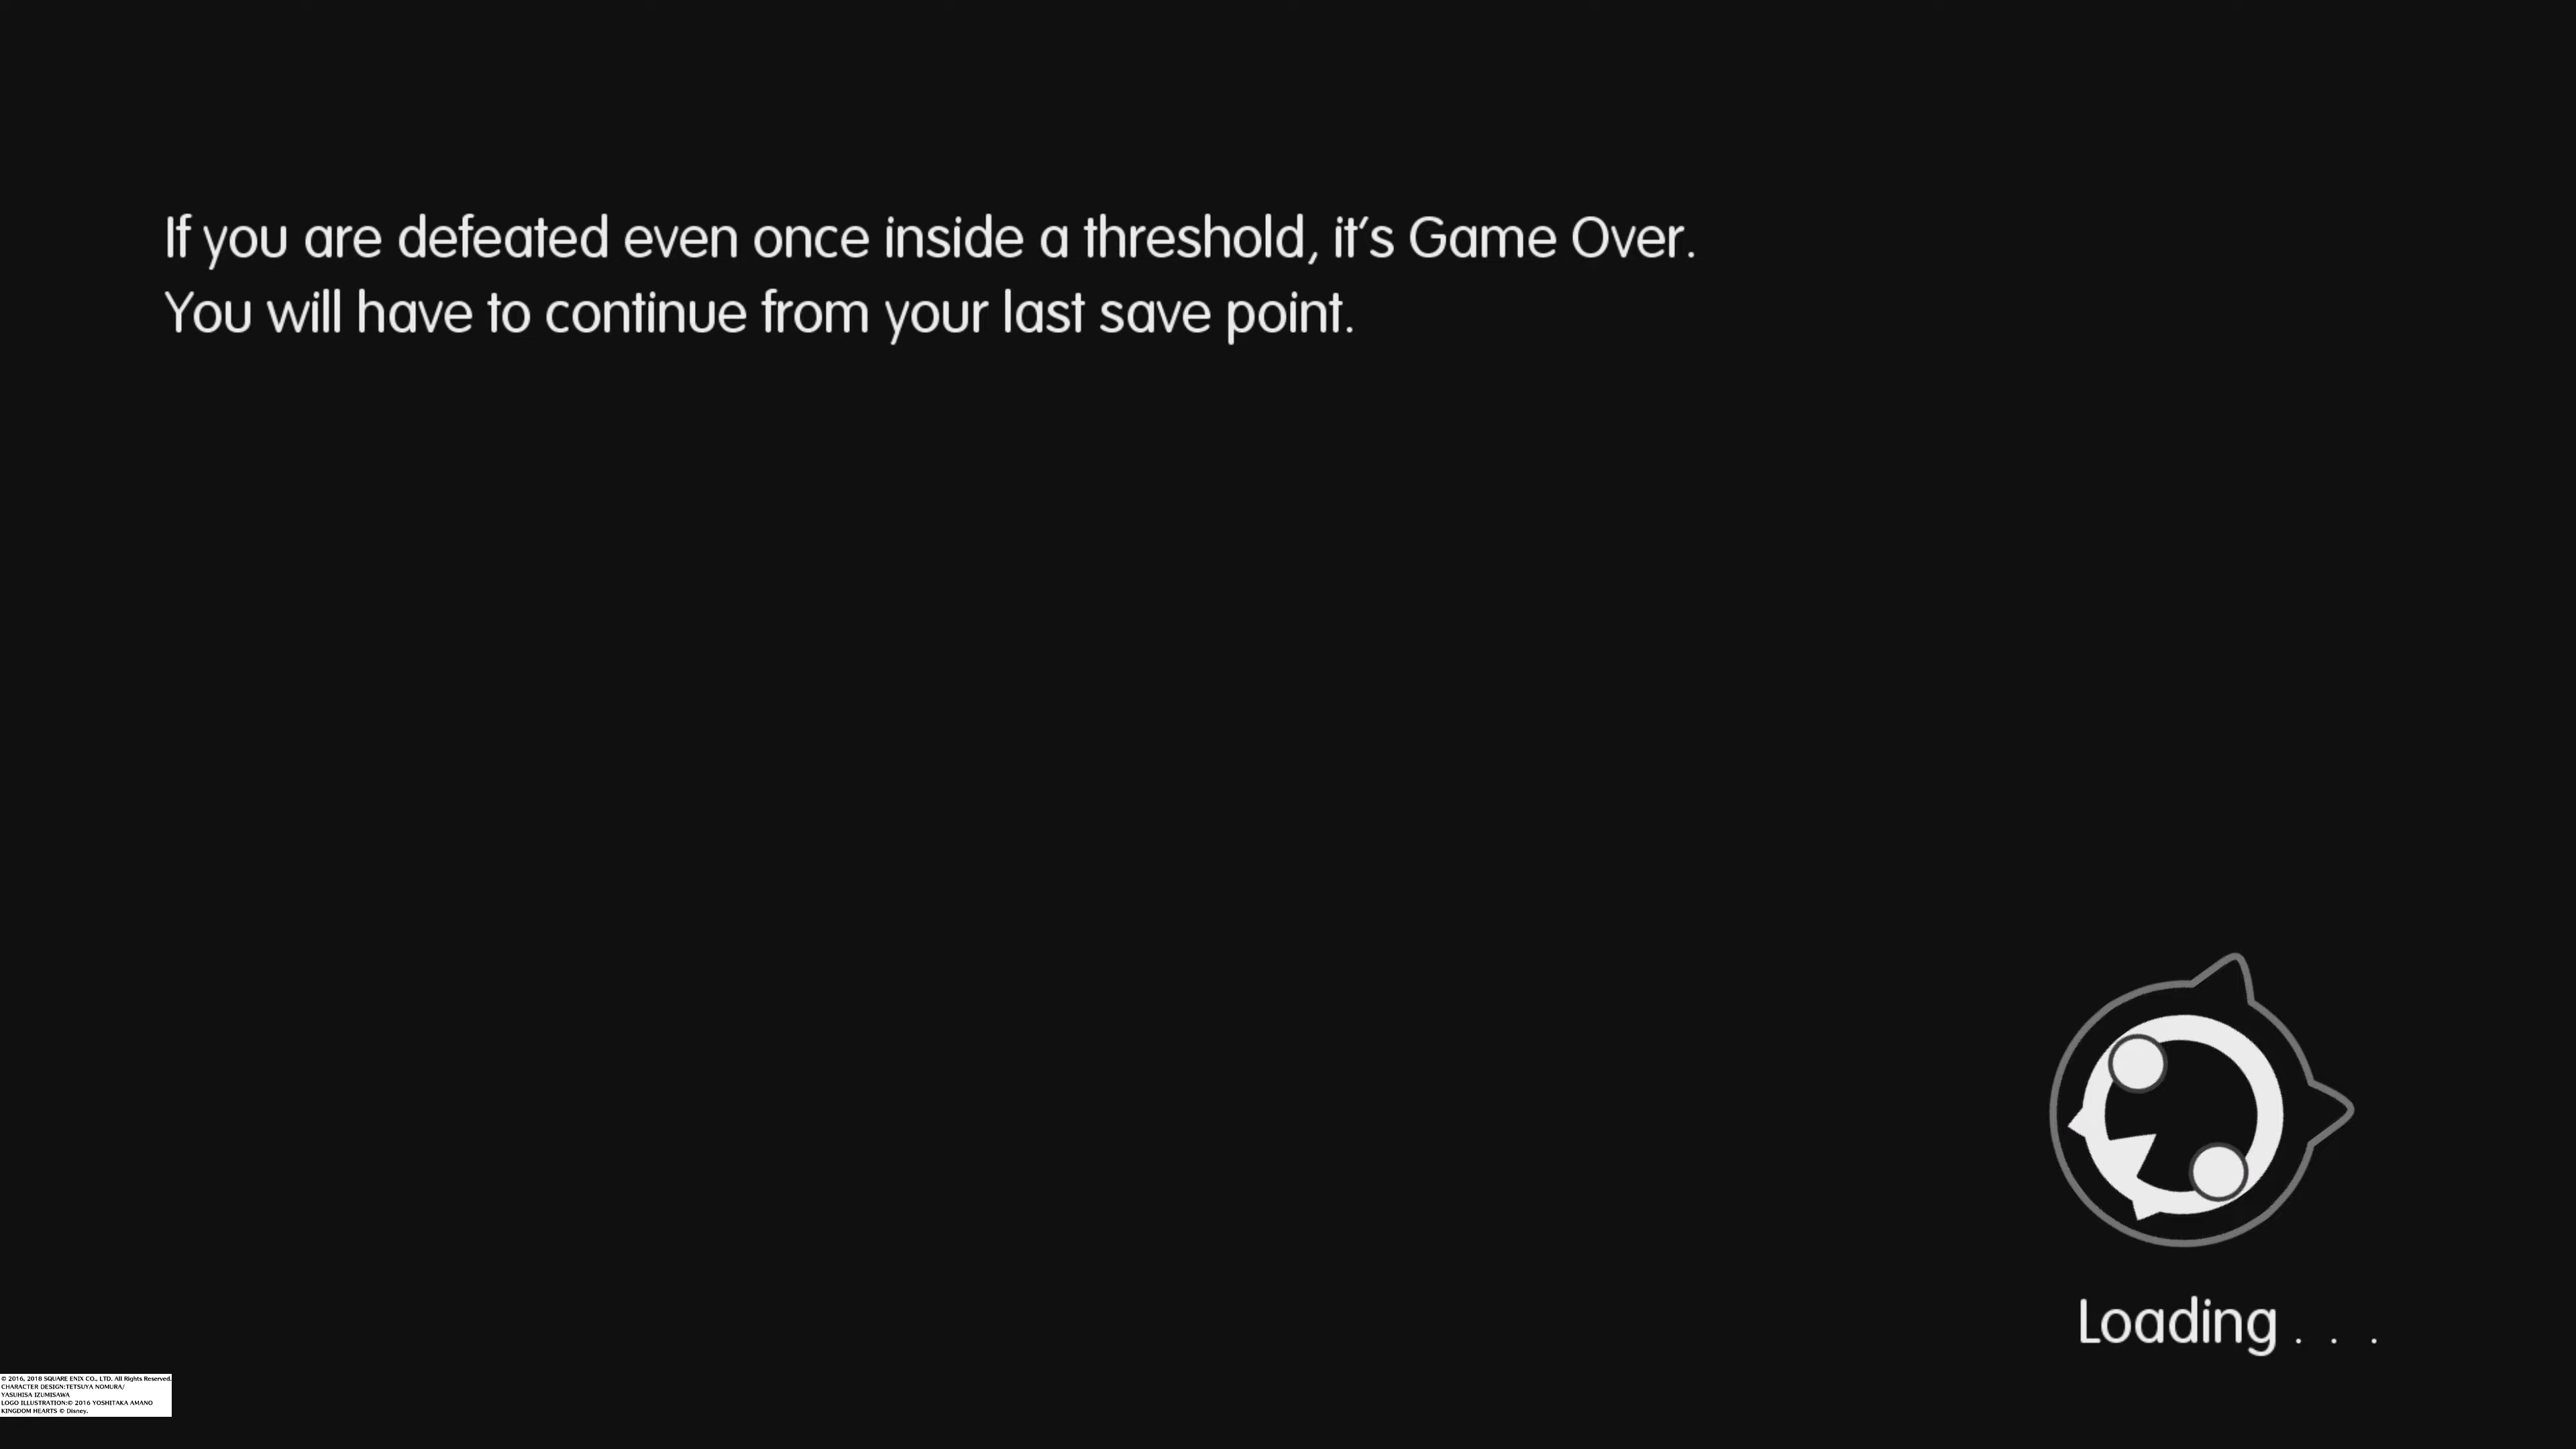 If you are defeated even once inside a threshold, it's Game Over.
You will have to continue from your last save point.
Loading . . .
© 2016, 2018 SQUARE ENIX CO., LTD. All Rights Reserved.
CHARACTER DESIGN:TETSUYA NOMURA/
YASUHISA IZUMISAWA
LOGO ILLUSTRATION:© 2016 YOSHITAKA AMANO
KINGDOM HEARTS © Disney.